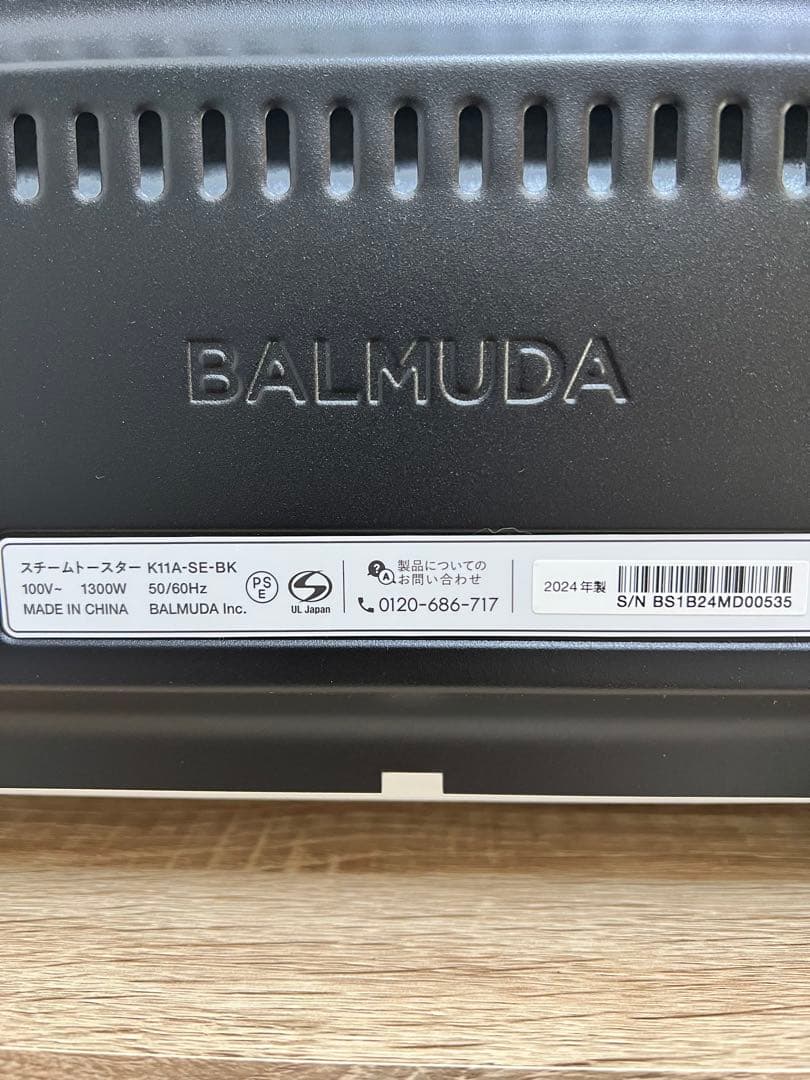 BALMUDA
スチームトースター K11A-SE-BK
100V~ 1300W 50/60Hz
MADE IN CHINA BALMUDA Inc.
PS
E
S
UL Japan
? A
製品についての
お問い合わせ
0120-686-717
2024年製
S/N BS1B24MD00535